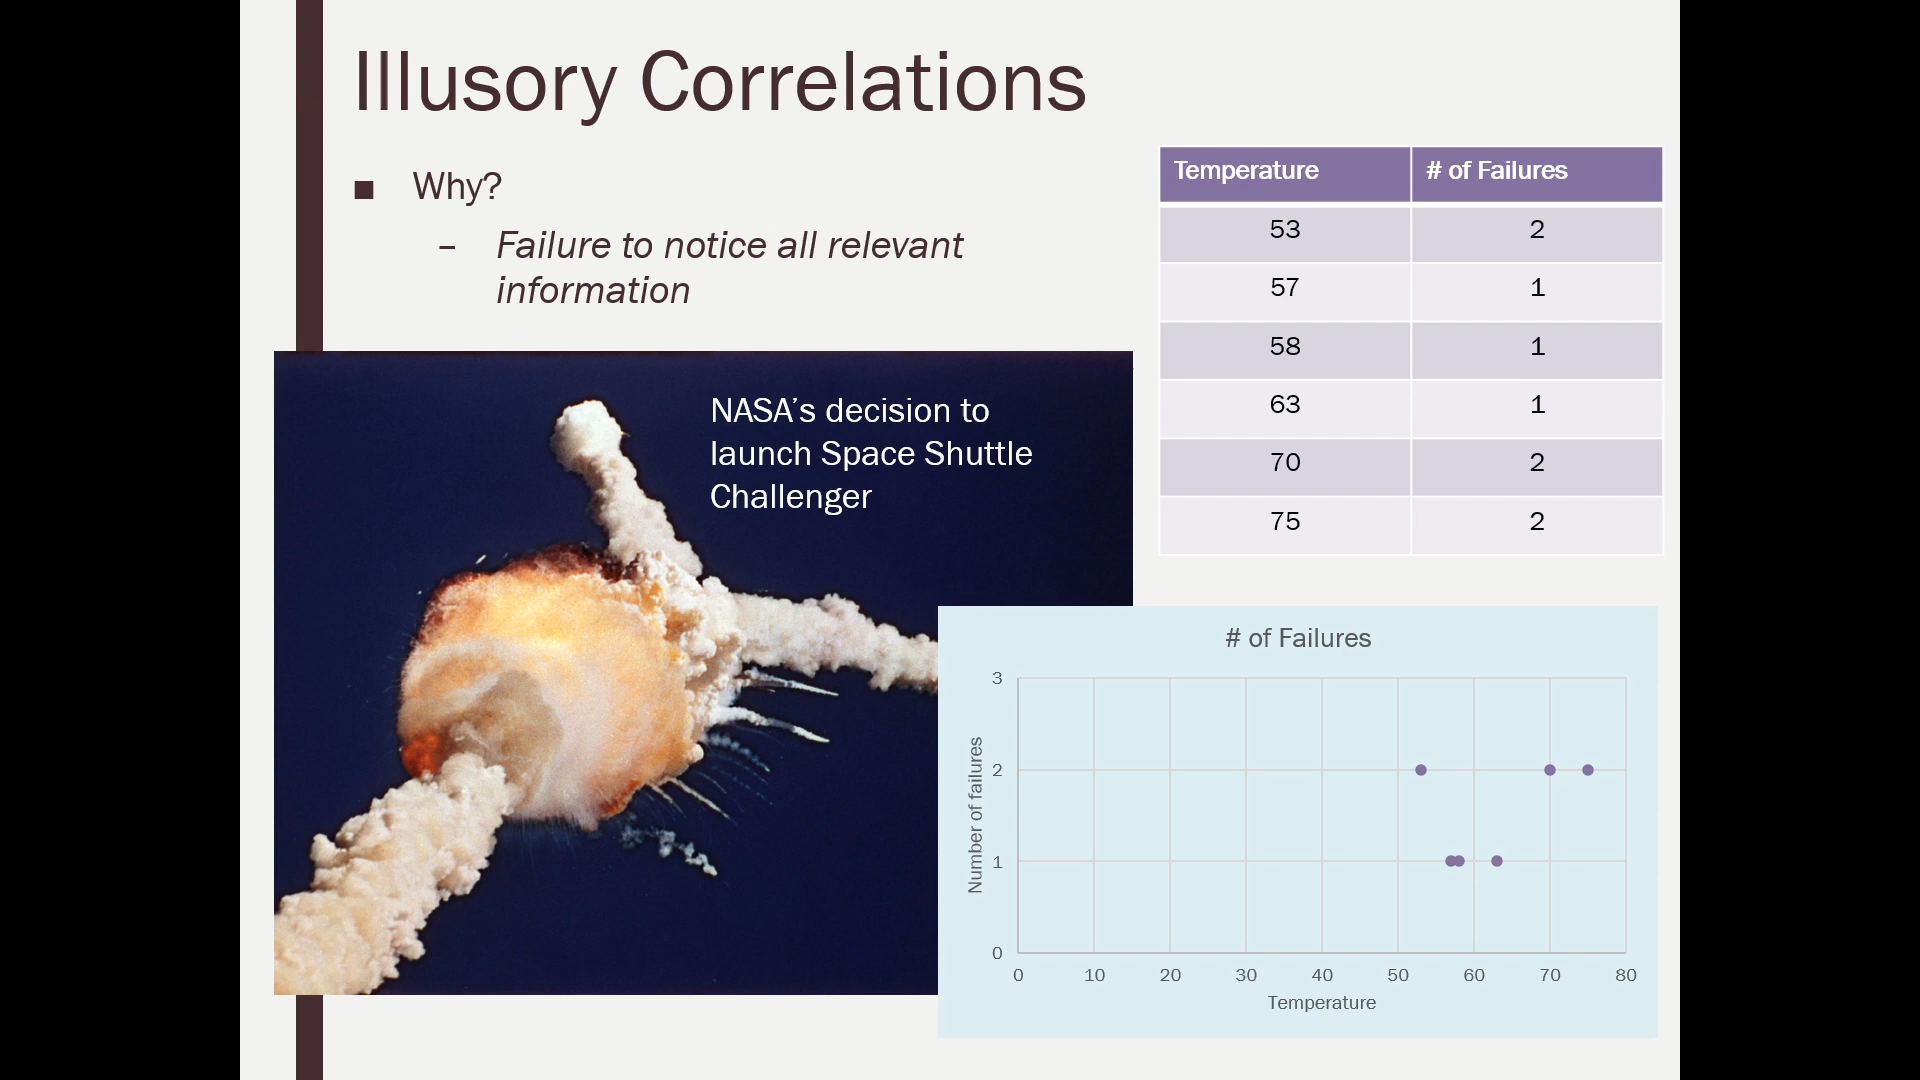 Illusory Correlations
■ Why?
– Failure to notice all relevant
information
NASA's decision to
launch Space Shuttle
Challenger
Temperature # of Failures
53 2
57 1
58 1
63 1
70 2
75 2
# of Failures
Number of failures
3
2
1
0
0 10 20 30 40 50 60 70 80
Temperature